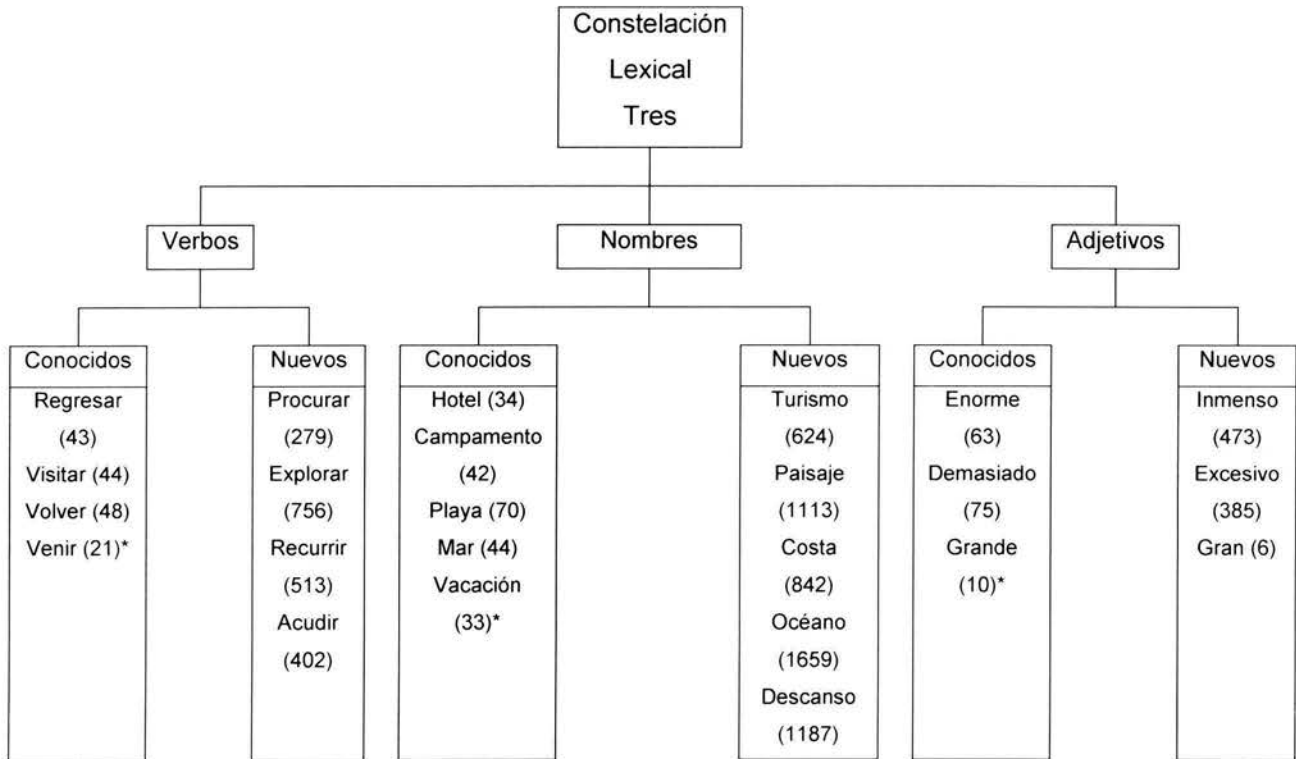 Constelación
Lexical
Tres
Verbos
Nombres
Adjetivos
Conocidos
Regresar
(43)
Visitar (44)
Volver (48)
Venir (21)*
Nuevos
Procurar
(279)
Explorar
(756)
Recurrir
(513)
Acudir
(402)
Conocidos
Hotel (34)
Campamento
(42)
Playa (70)
Mar (44)
Vacación
(33)*
Nuevos
Turismo
(624)
Paisaje
(1113)
Costa
(842)
Océano
(1659)
Descanso
(1187)
Conocidos
Enorme
(63)
Demasiado
(75)
Grande
(10)*
Nuevos
Inmenso
(473)
Excesivo
(385)
Gran (6)